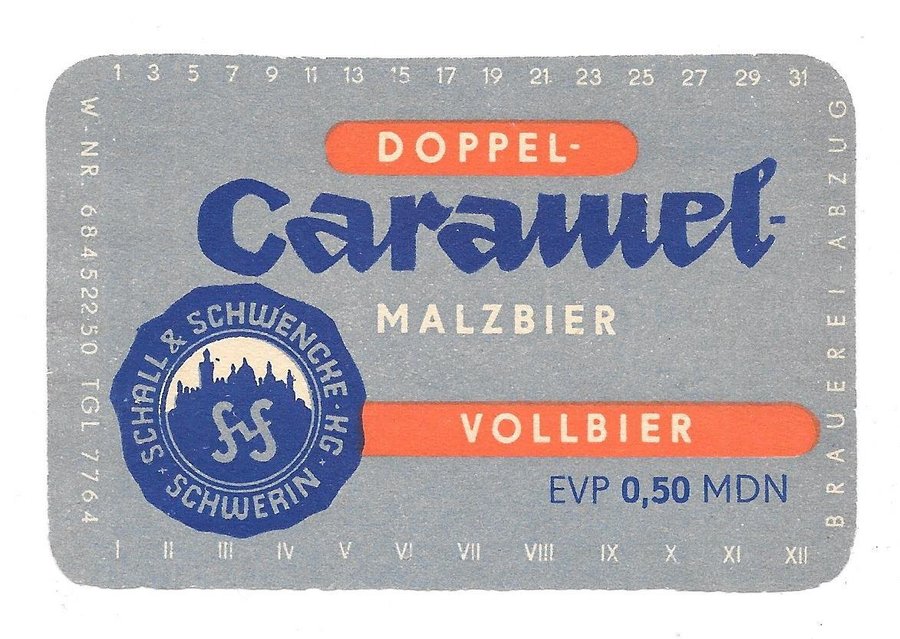 1 3 5 7 9 11 13 15 17 19 21 23 25 27 29 31
W-NR. 68452250 TGL 7764
DOPPEL-
Caramel-
MALZBIER
SCHALL & SCHWENCKE · KG ·
SCHWERIN
VOLLBIER
EVP 0,50 MDN
BRAUEREI-ABZUG
I II III IV V VI VII VIII IX X XI XII